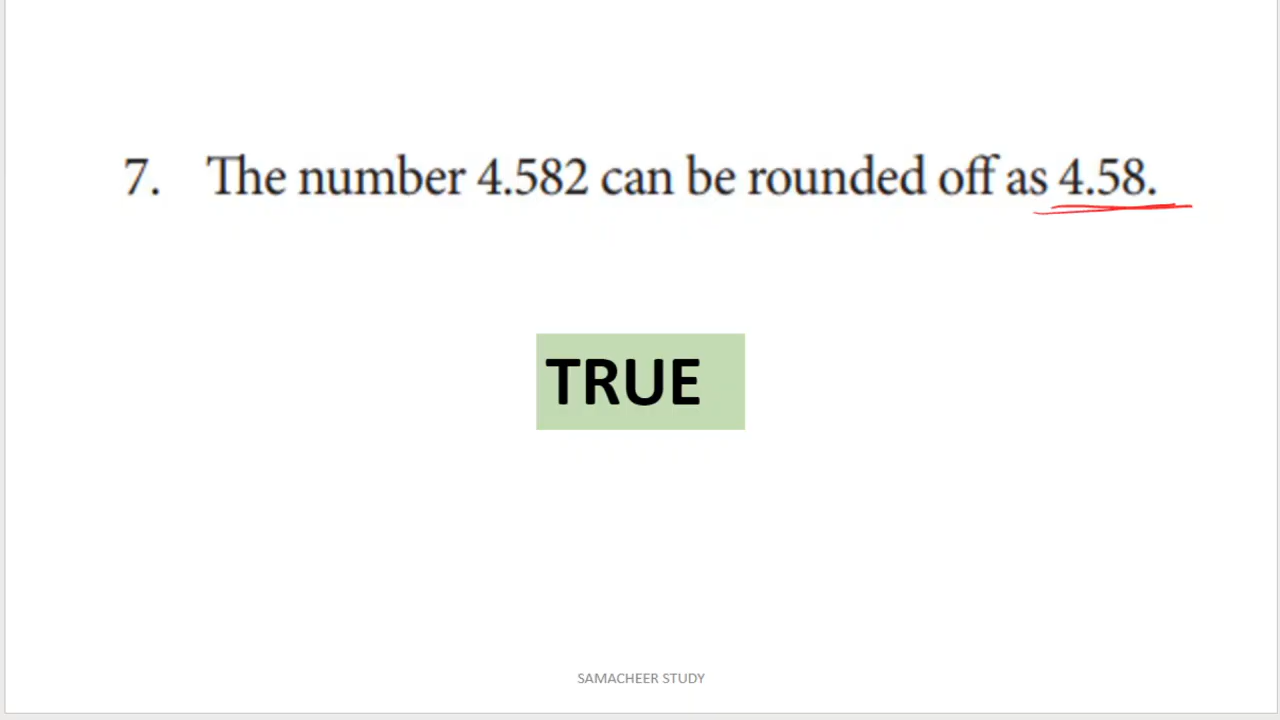 7. The number 4.582 can be rounded off as 4.58.
TRUE
SAMACHEER STUDY